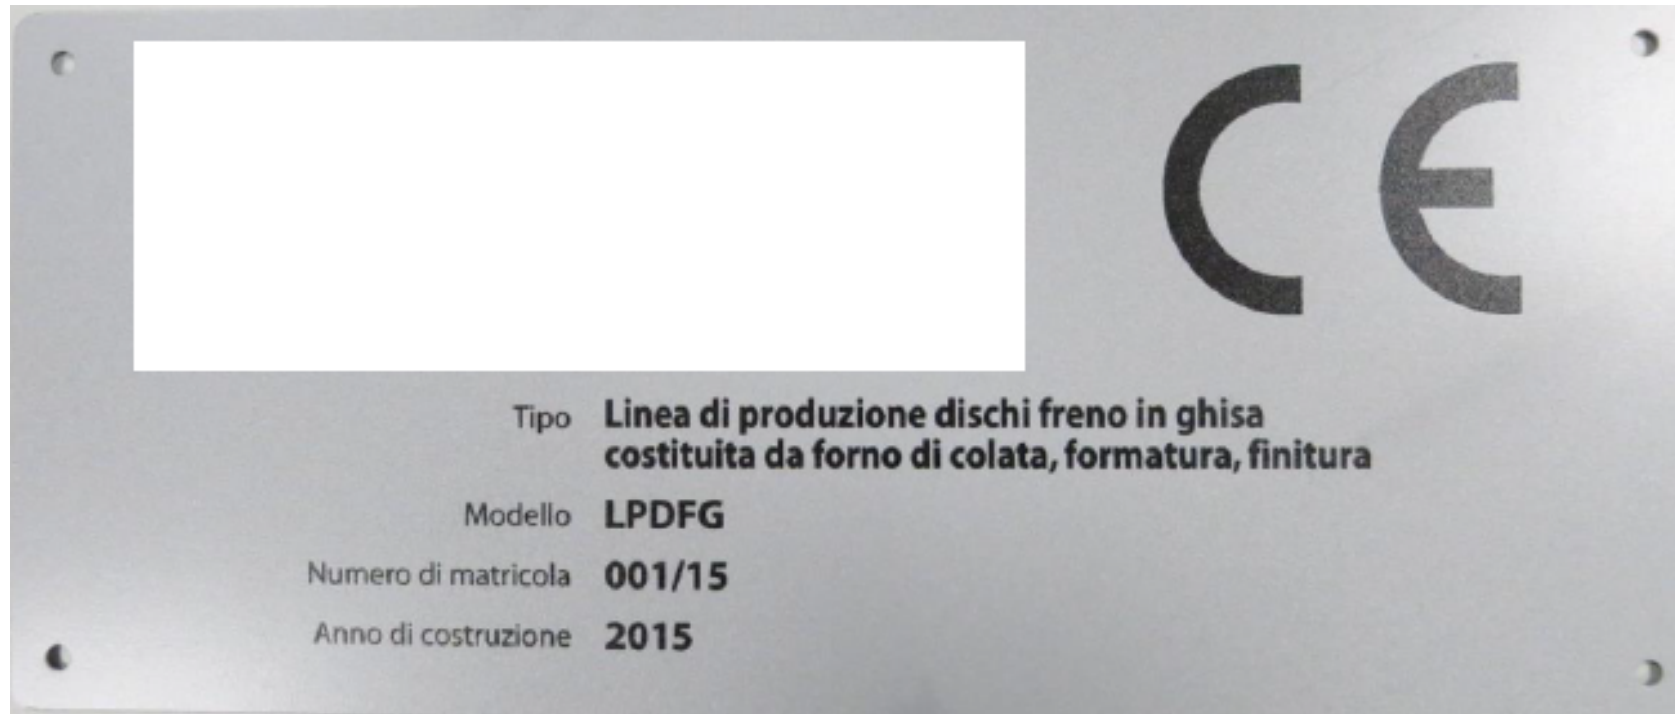 CE
Tipo Linea di produzione dischi freno in ghisa
costituita da forno di colata, formatura, finitura
Modello LPDFG
Numero di matricola 001/15
Anno di costruzione 2015